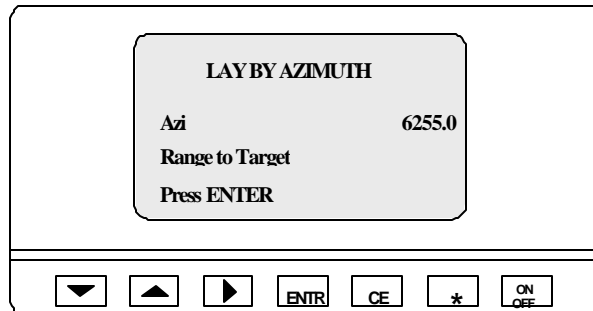 LAY BY AZIMUTH
Azi 6255.0
Range to Target
Press ENTER
ENTR CE * ON
OFF